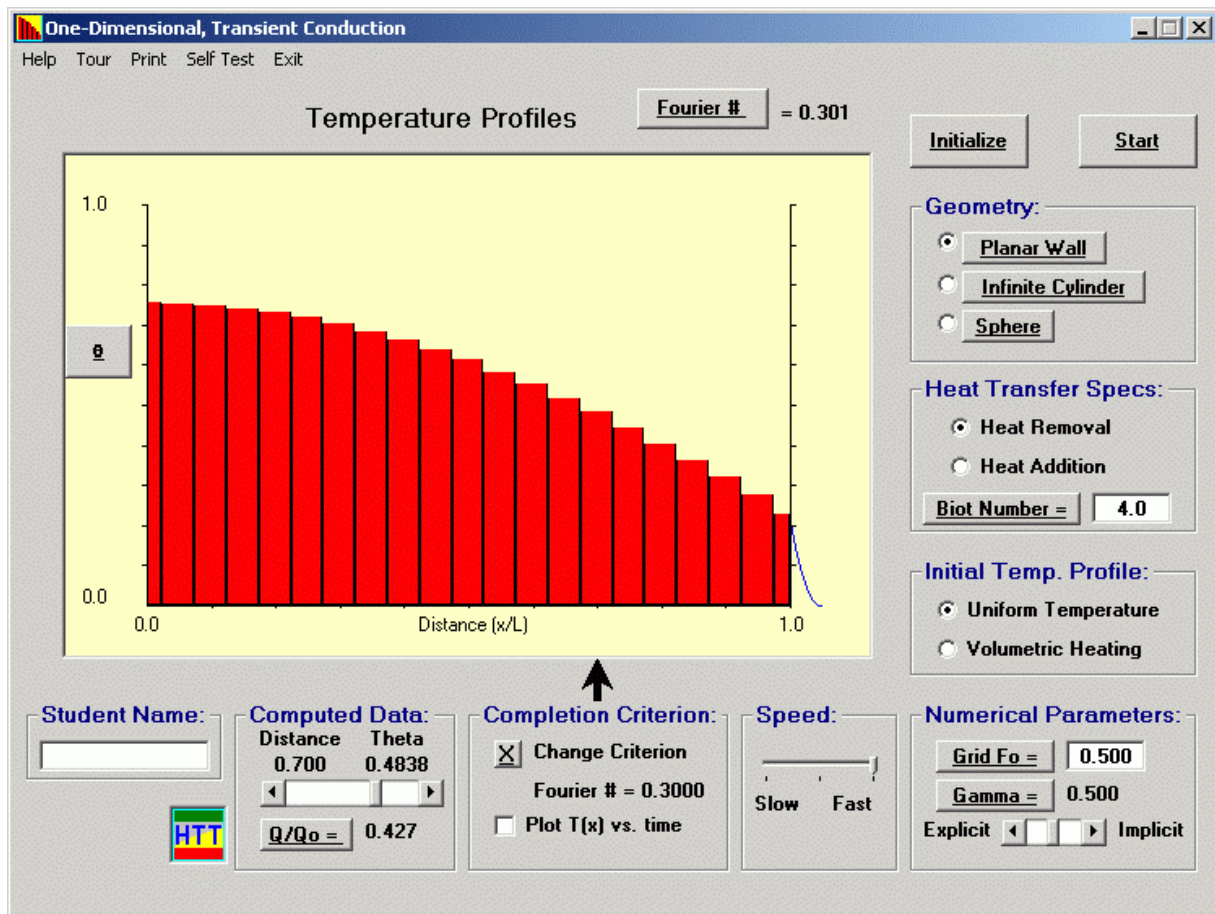 One-Dimensional, Transient Conduction
Help Tour Print Self Test Exit
Temperature Profiles
Fourier # = 0.301
Initialize
Start
1.0
θ
0.0
0.0
Distance (x/L)
1.0
Geometry:
Planar Wall
Infinite Cylinder
Sphere
Heat Transfer Specs:
Heat Removal
Heat Addition
Biot Number = 4.0
Initial Temp. Profile:
Uniform Temperature
Volumetric Heating
Student Name:
HTT
Computed Data:
Distance Theta
0.700 0.4838
Q/Qo = 0.427
Completion Criterion:
X Change Criterion
Fourier # = 0.3000
Plot T(x) vs. time
Speed:
Slow Fast
Numerical Parameters:
Grid Fo = 0.500
Gamma = 0.500
Explicit Implicit